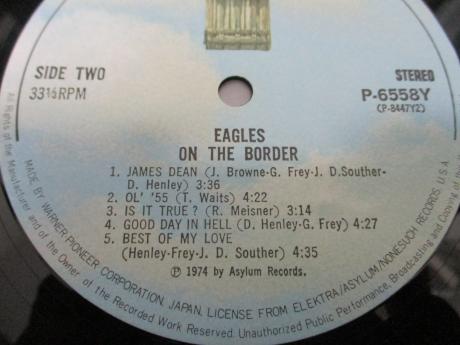 SIDE TWO
33⅓RPM
STEREO
P-6558Y
(P-8447Y2)
EAGLES
ON THE BORDER
1. JAMES DEAN (J. Browne-G. Frey-J. D.Souther-
D. Henley) 3:36
2. OL' '55 (T. Waits) 4:22
3. IS IT TRUE? (R. Meisner) 3:14
4. GOOD DAY IN HELL (D. Henley-G. Frey) 4:27
5. BEST OF MY LOVE
(Henley-Frey-J. D. Souther) 4:35
℗ 1974 by Asylum Records.
MADE BY WARNER-PIONEER CORPORATION, JAPAN. LICENSE FROM ELEKTRA/ASYLUM/NONESUCH RECORDS, U.S.A.
All Rights of the Manufacturer and of the Owner of the Recorded Work Reserved. Unauthorized Public Performance, Broadcasting and Copying of